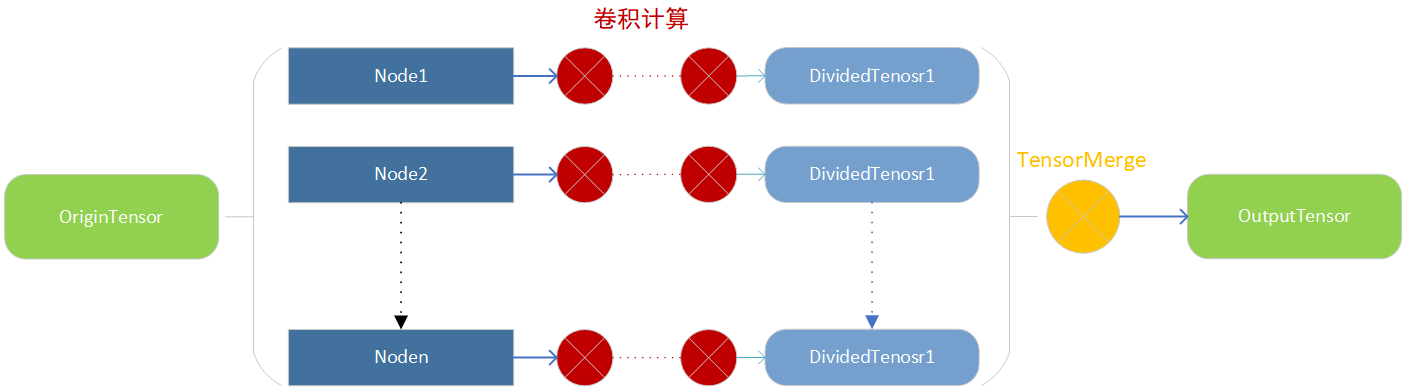 卷积计算
Node1
DividedTenosr1
Node2
DividedTenosr1
TensorMerge
OriginTensor
OutputTensor
Noden
DividedTenosr1